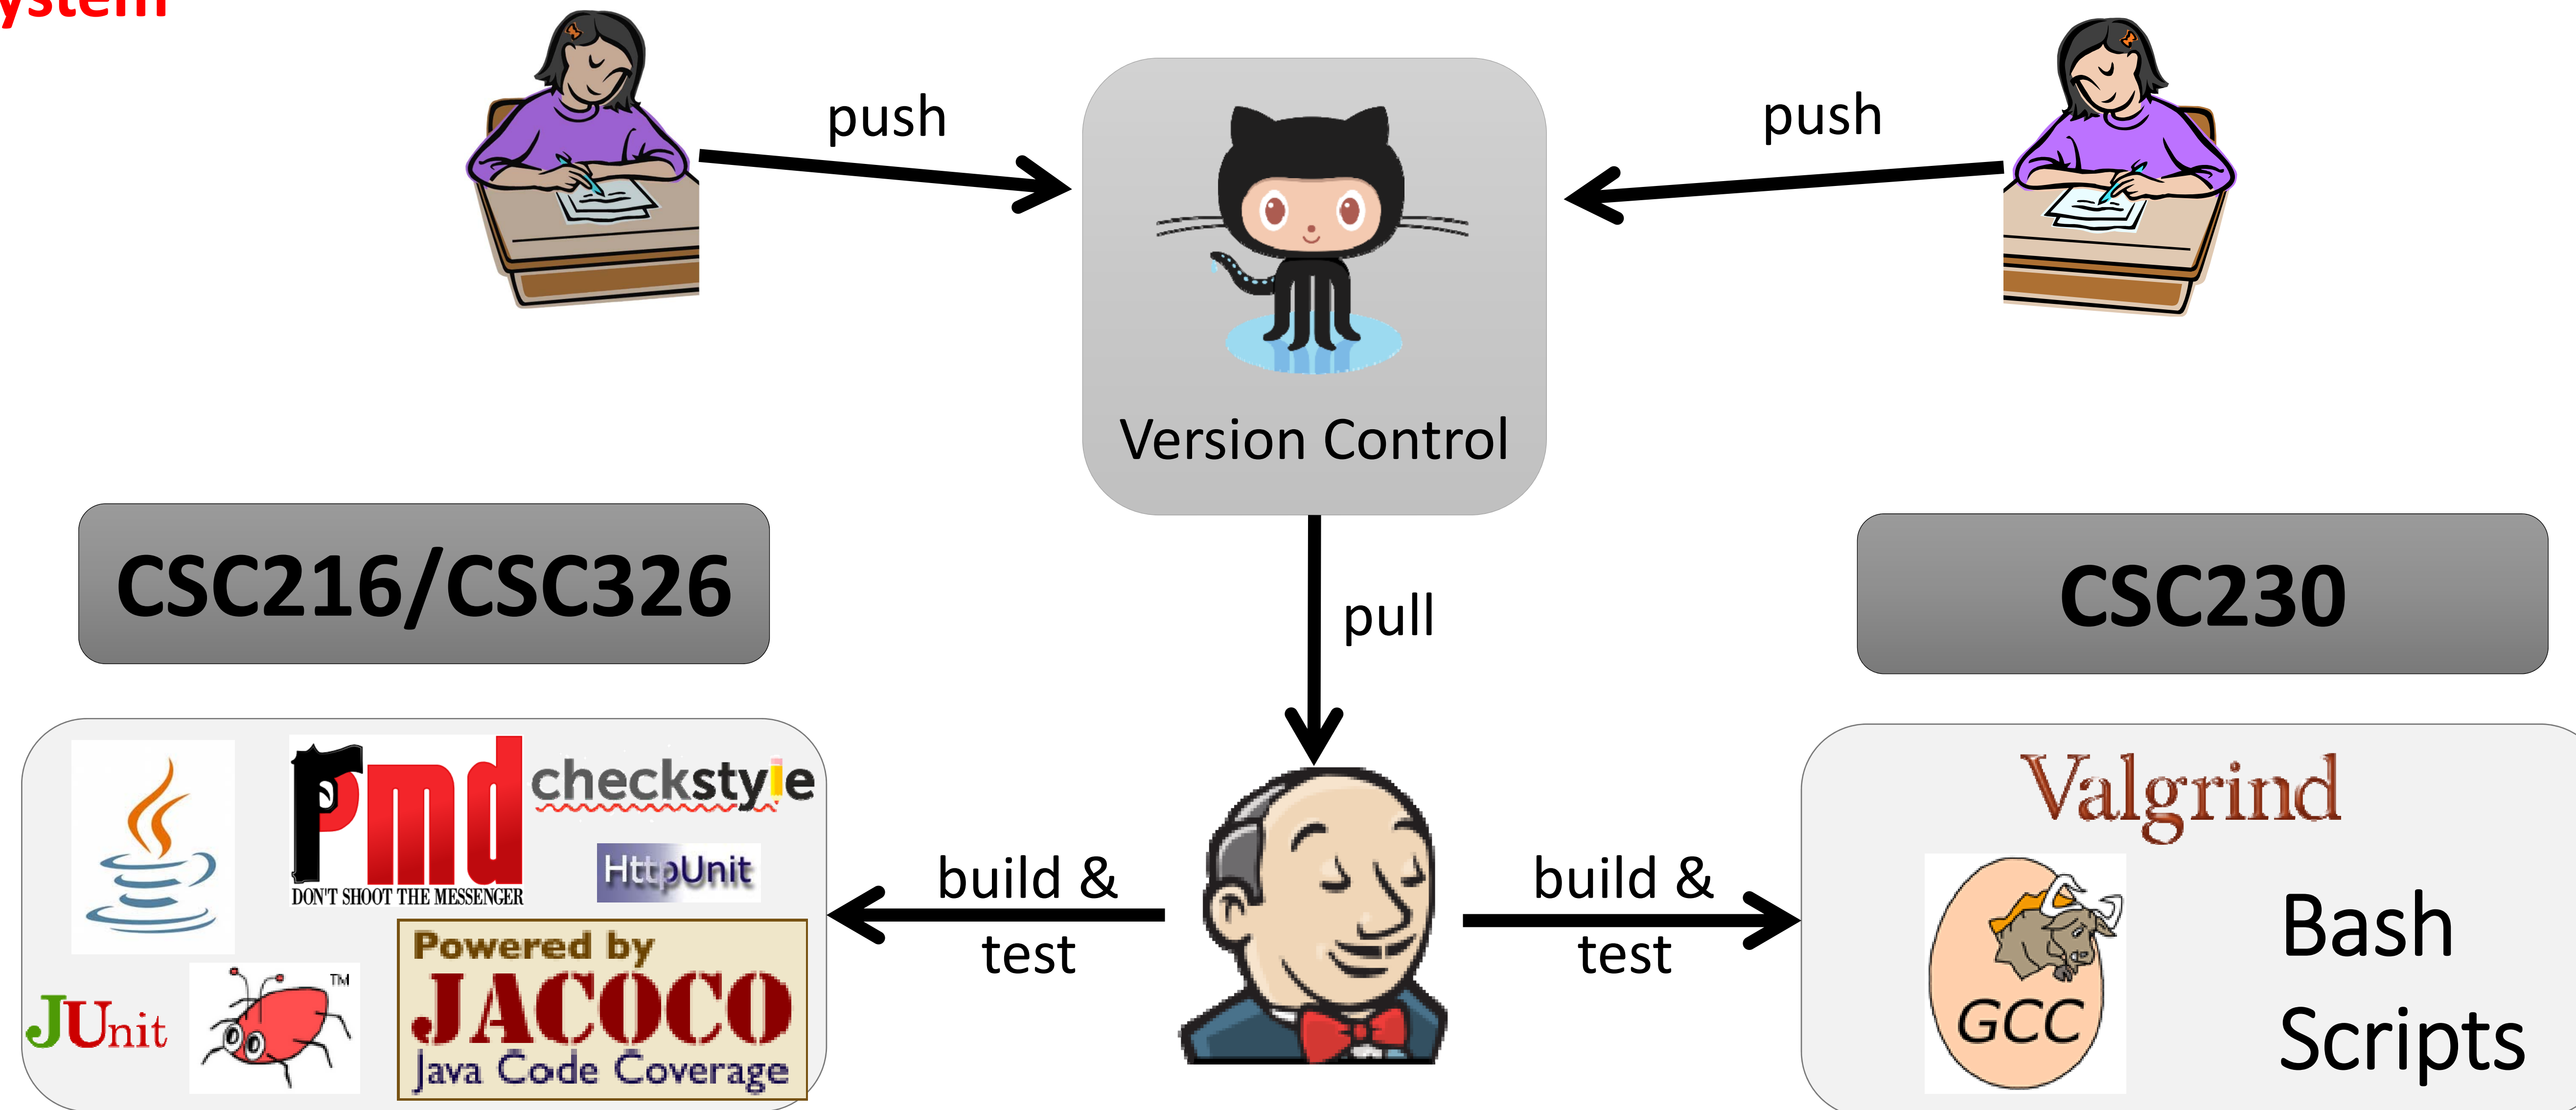 ystem
push
push
Version Control
CSC216/CSC326
CSC230
pull
pmd
DON'T SHOOT THE MESSENGER
checkstyle
HttpUnit
JUnit
TM
Powered by
JACOCO
Java Code Coverage
build &
test
build &
test
Valgrind
GCC
Bash
Scripts